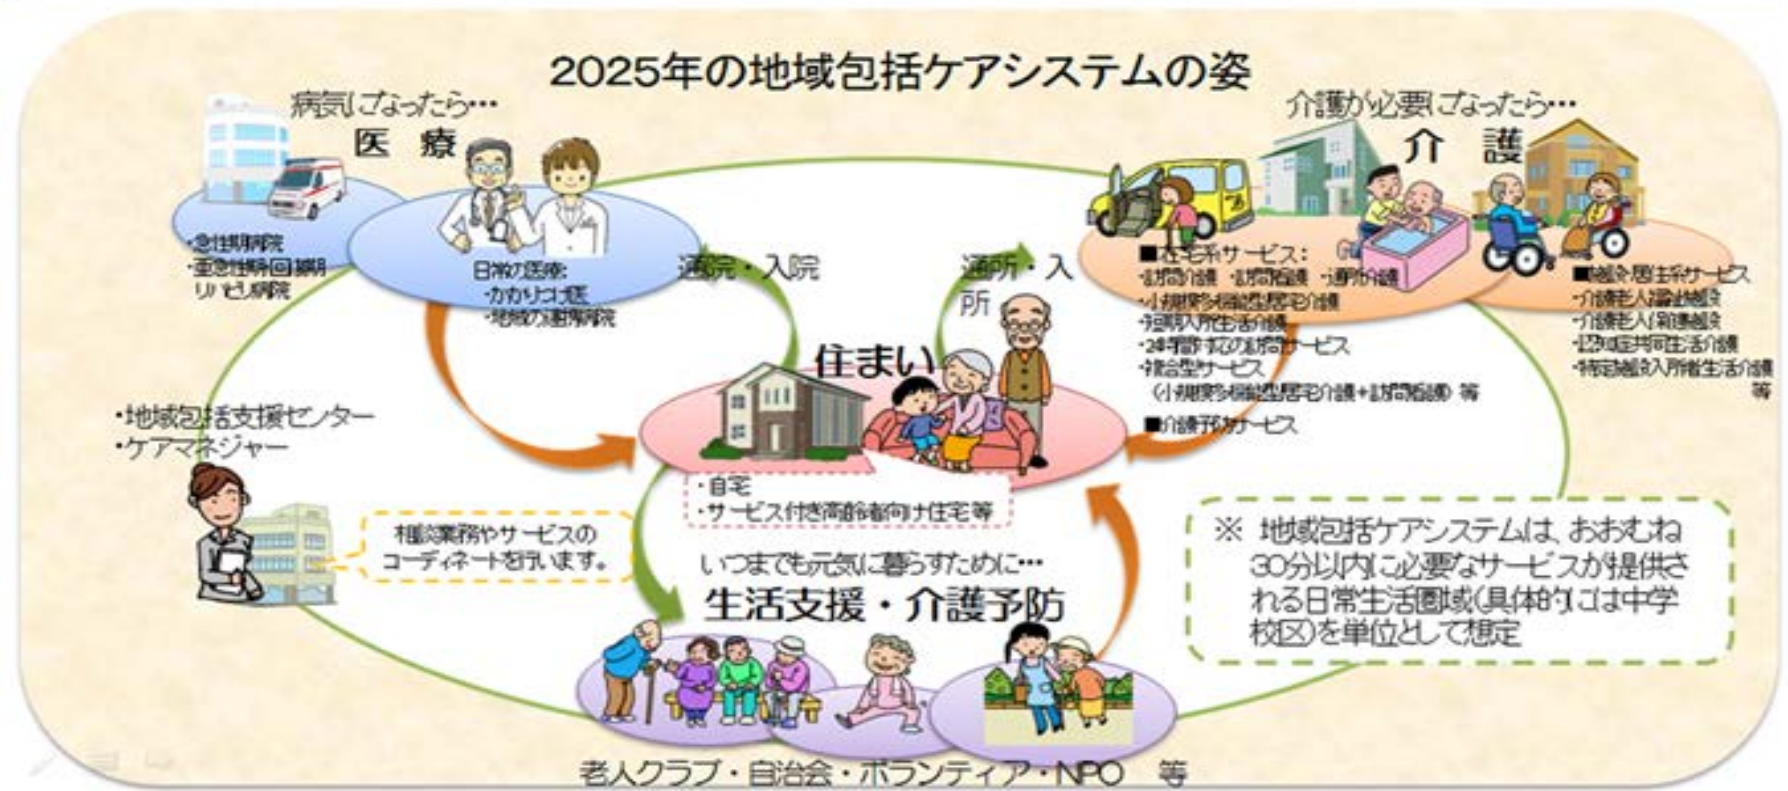 2025年の地域包括ケアシステムの姿
病気になったら…
医 療
・急性期病院
・亜急性期・回復期
リハビリ病院
日常の医療:
・かかりつけ医
・地域の連携病院
通院・入院
通所・入
所
介護が必要になったら…
介 護
■在宅系サービス:
・訪問介護 ・訪問看護 ・通所介護
・小規模多機能型居宅介護
・短期入所生活介護
・24時間対応の訪問サービス
・複合型サービス
(小規模多機能型居宅介護+訪問看護) 等
■介護予防サービス
■施設・居住系サービス
・介護老人福祉施設
・介護老人保健施設
・認知症共同生活介護
・特定施設入所者生活介護
等
住まい
・自宅
・サービス付き高齢者向け住宅等
・地域包括支援センター
・ケアマネジャー
相談業務やサービスの
コーディネートを行います。
いつまでも元気に暮らすために…
生活支援・介護予防
老人クラブ・自治会・ボランティア・NPO 等
※ 地域包括ケアシステムは、おおむね
30分以内に必要なサービスが提供さ
れる日常生活圏域(具体的には中学
校区)を単位として想定